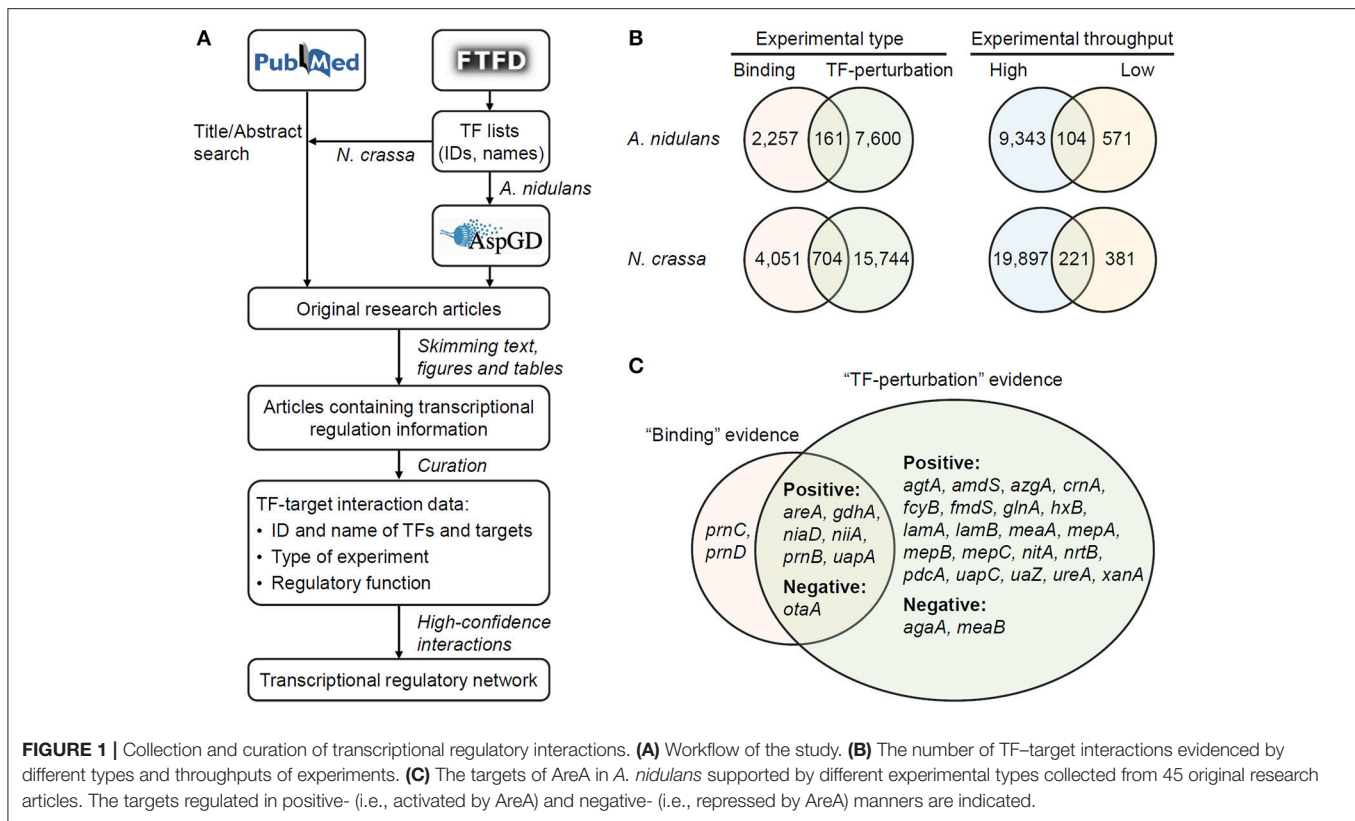 A
PubMed
FTFD
Title/Abstract
search
N. crassa
TF lists
(IDs, names)
A. nidulans
AspGD
Original research articles
Skimming text,
figures and tables
Articles containing transcriptional
regulation information
Curation
TF-target interaction data:
• ID and name of TFs and targets
• Type of experiment
• Regulatory function
High-confidence
interactions
Transcriptional regulatory network
B
Experimental type
Experimental throughput
Binding TF-perturbation
High Low
A. nidulans
2,257 161 7,600
9,343 104 571
N. crassa
4,051 704 15,744
19,897 221 381
C
“TF-perturbation” evidence
“Binding” evidence
prnC,
prnD
Positive:
areA, gdhA,
niaD, niiA,
prnB, uapA
Negative:
otaA
Positive:
agtA, amdS, azgA, crnA,
fcyB, fmdS, glnA, hxB,
lamA, lamB, meaA, mepA,
mepB, mepC, nitA, nrtB,
pdcA, uapC, uaZ, ureA, xanA
Negative:
agaA, meaB
FIGURE 1 | Collection and curation of transcriptional regulatory interactions. (A) Workflow of the study. (B) The number of TF–target interactions evidenced by
different types and throughputs of experiments. (C) The targets of AreA in A. nidulans supported by different experimental types collected from 45 original research
articles. The targets regulated in positive- (i.e., activated by AreA) and negative- (i.e., repressed by AreA) manners are indicated.